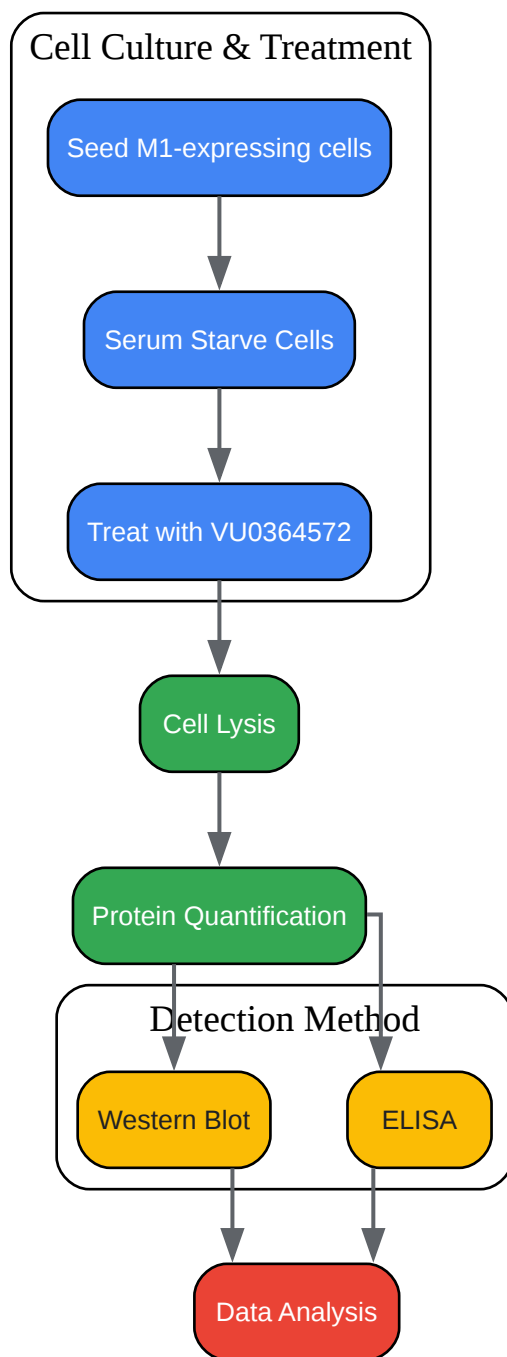 Cell Culture & Treatment
Seed M1-expressing cells
Serum Starve Cells
Treat with VU0364572
Cell Lysis
Protein Quantification
Detection Method
Western Blot
ELISA
Data Analysis